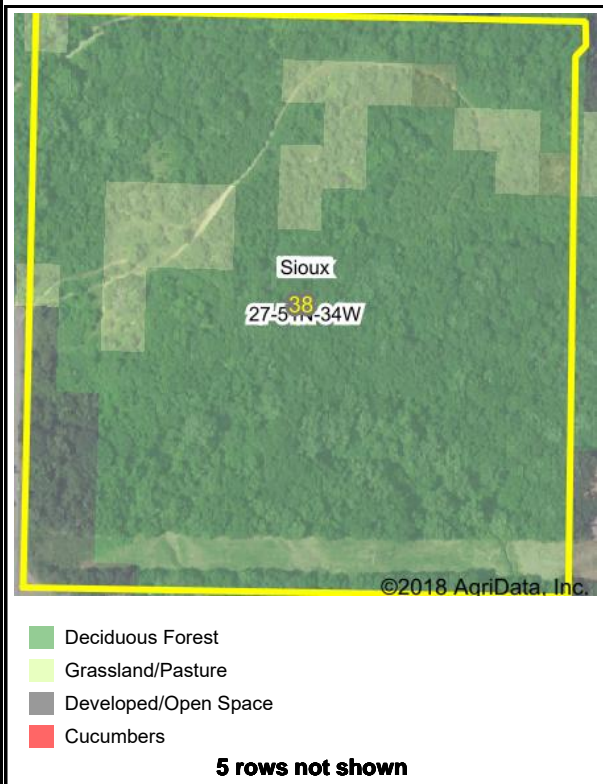 Sioux
38
27-51N-34W
©2018 AgriData, Inc.
Deciduous Forest
Grassland/Pasture
Developed/Open Space
Cucumbers
5 rows not shown